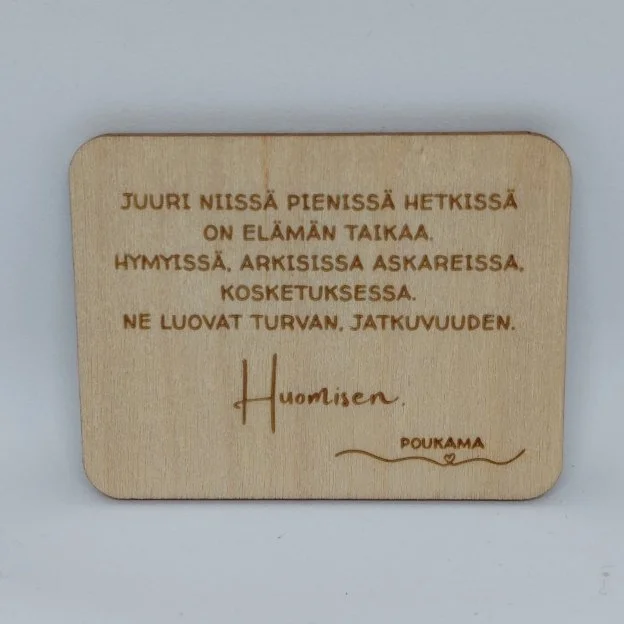 JUURI NIISSÄ PIENISSÄ HETKISSÄ
ON ELÄMÄN TAIKAA.
HYMYISSÄ, ARKISISSA ASKAREISSA,
KOSKETUKSESSA.
NE LUOVAT TURVAN, JATKUVUUDEN.
Huomisen.
POUKAMA